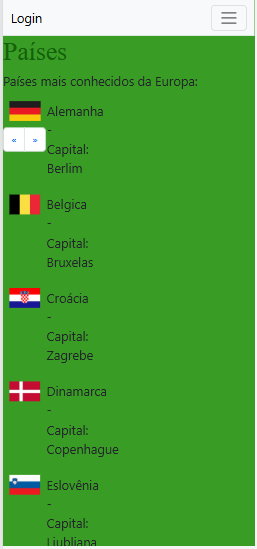 Login
Países
Países mais conhecidos da Europa:
Alemanha
-
« »
Capital:
Berlim
Belgica
-
Capital:
Bruxelas
Croácia
-
Capital:
Zagrebe
Dinamarca
-
Capital:
Copenhague
Eslovênia
-
Capital:
Liubliana